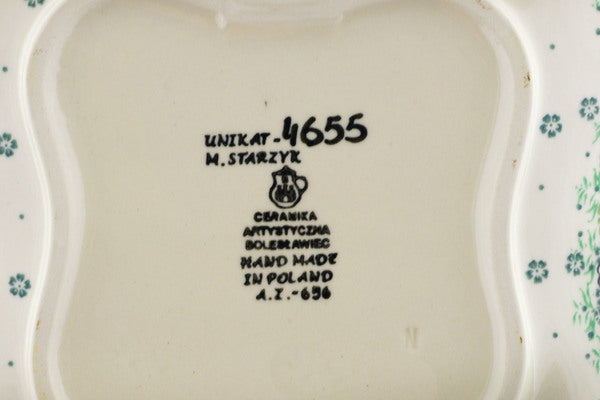 UNIKAT-4655
M. STARZYK
CERAMIKA
ARTYSTYCZNA
BOLESŁAWIEC
HAND MADE
IN POLAND
A.I.-696
N